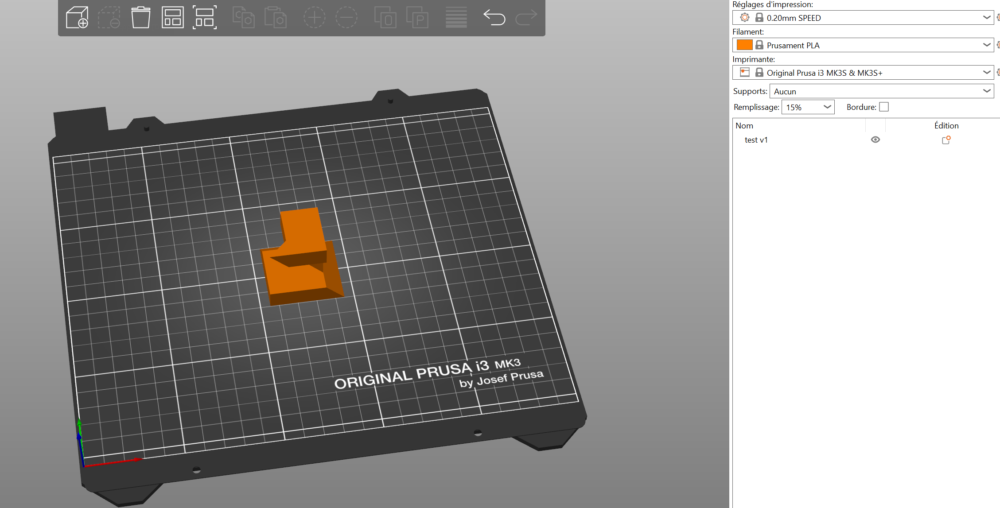 Réglages d'impression:
0.20mm SPEED
Filament:
Prusament PLA
Imprimante:
Original Prusa i3 MK3S & MK3S+
Supports: Aucun
Remplissage: 15% Bordure:
Nom Édition
test v1
ORIGINAL PRUSA i3 MK3
by Josef Prusa